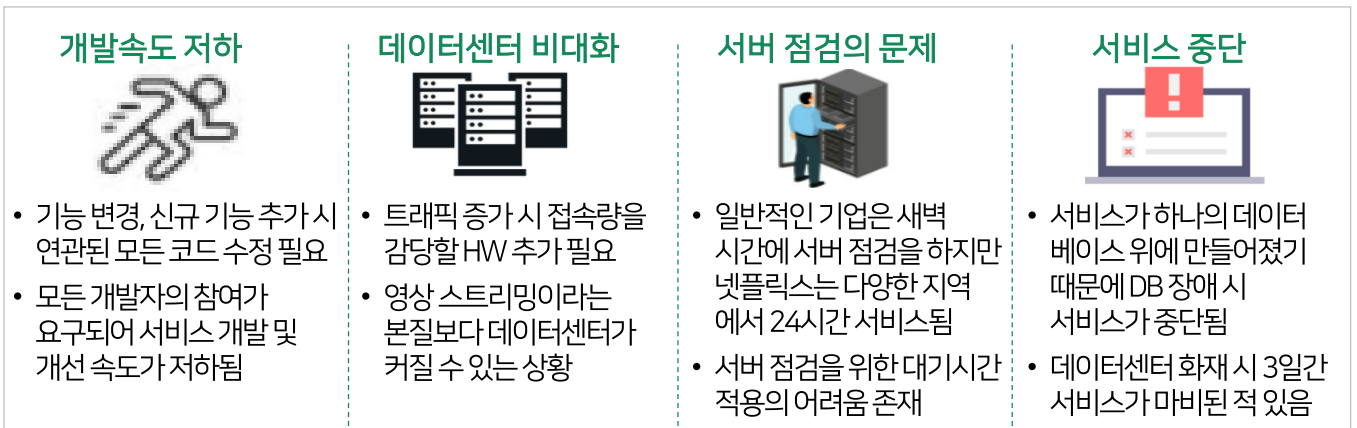 개발속도 저하
• 기능 변경, 신규 기능 추가 시
연관된 모든 코드 수정 필요
• 모든 개발자의 참여가
요구되어 서비스 개발 및
개선 속도가 저하됨
데이터센터 비대화
• 트래픽 증가 시 접속량을
감당할 HW 추가 필요
• 영상 스트리밍이라는
본질보다 데이터센터가
커질 수 있는 상황
서버 점검의 문제
• 일반적인 기업은 새벽
시간에 서버 점검을 하지만
넷플릭스는 다양한 지역
에서 24시간 서비스됨
• 서버 점검을 위한 대기시간
적용의 어려움 존재
서비스 중단
• 서비스가 하나의 데이터
베이스 위에 만들어졌기
때문에 DB 장애 시
서비스가 중단됨
• 데이터센터 화재 시 3일간
서비스가 마비된 적 있음